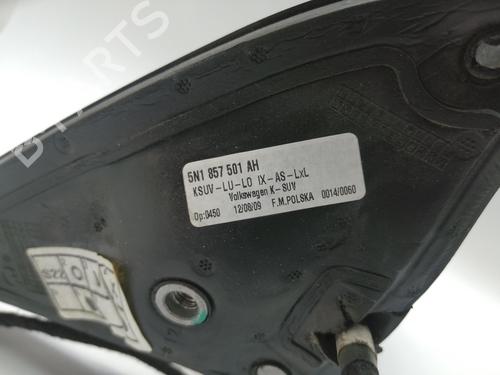 B PARTS
5N1 857 501 AH
KSUV-LU-LO IX-AS-LxL
Volkswagen K-SUV
Op:0450 12/08/09 F.M.POLSKA 0014/0060